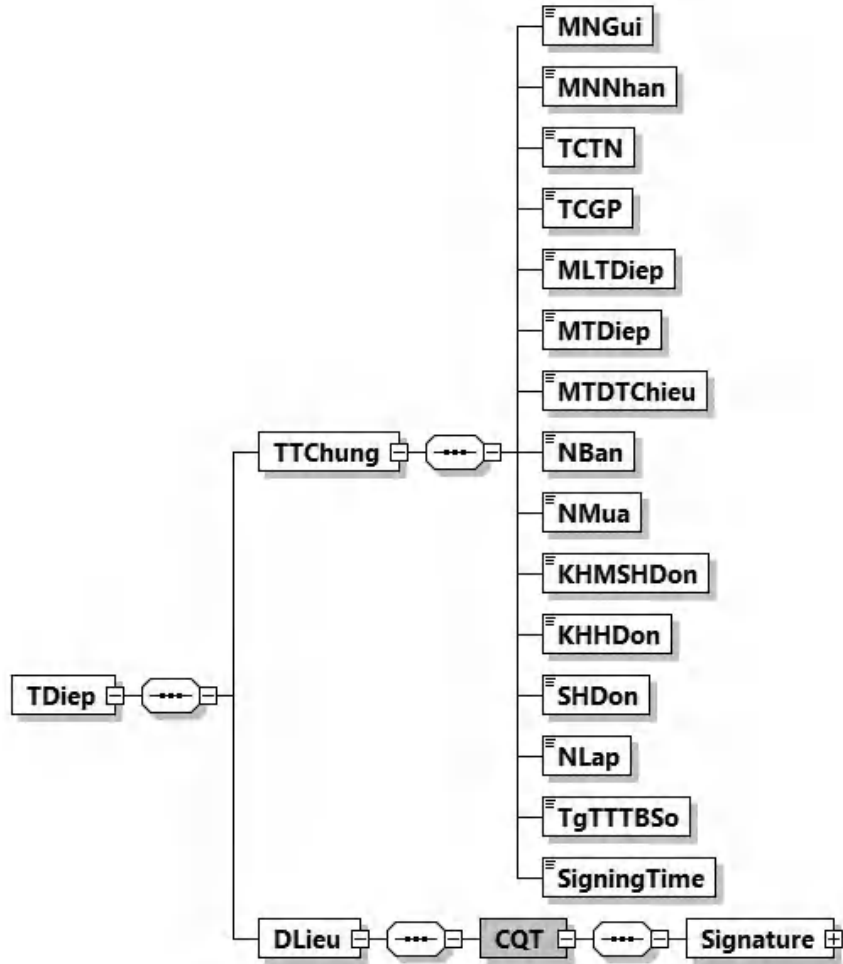 MNGui
MNNhan
TCTN
TCGP
MLTDiep
MTDiep
MTDTChieu
TTChung
NBan
NMua
KHMSHDon
KHHDon
TDiep
SHDon
NLap
TgTTTBSo
SigningTime
DLieu
CQT
Signature